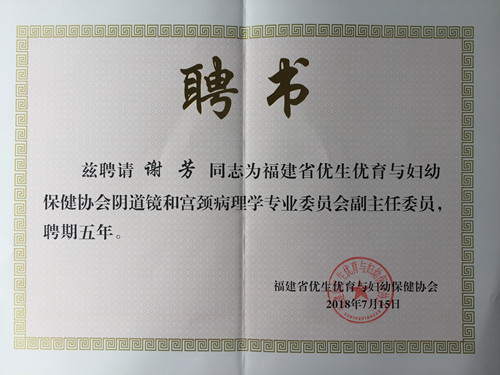 聘书
兹聘请 谢芳 同志为福建省优生优育与妇幼
保健协会阴道镜和宫颈病理学专业委员会副主任委员，
聘期五年。
福建省优生优育与妇幼保健协会
2018年7月15日